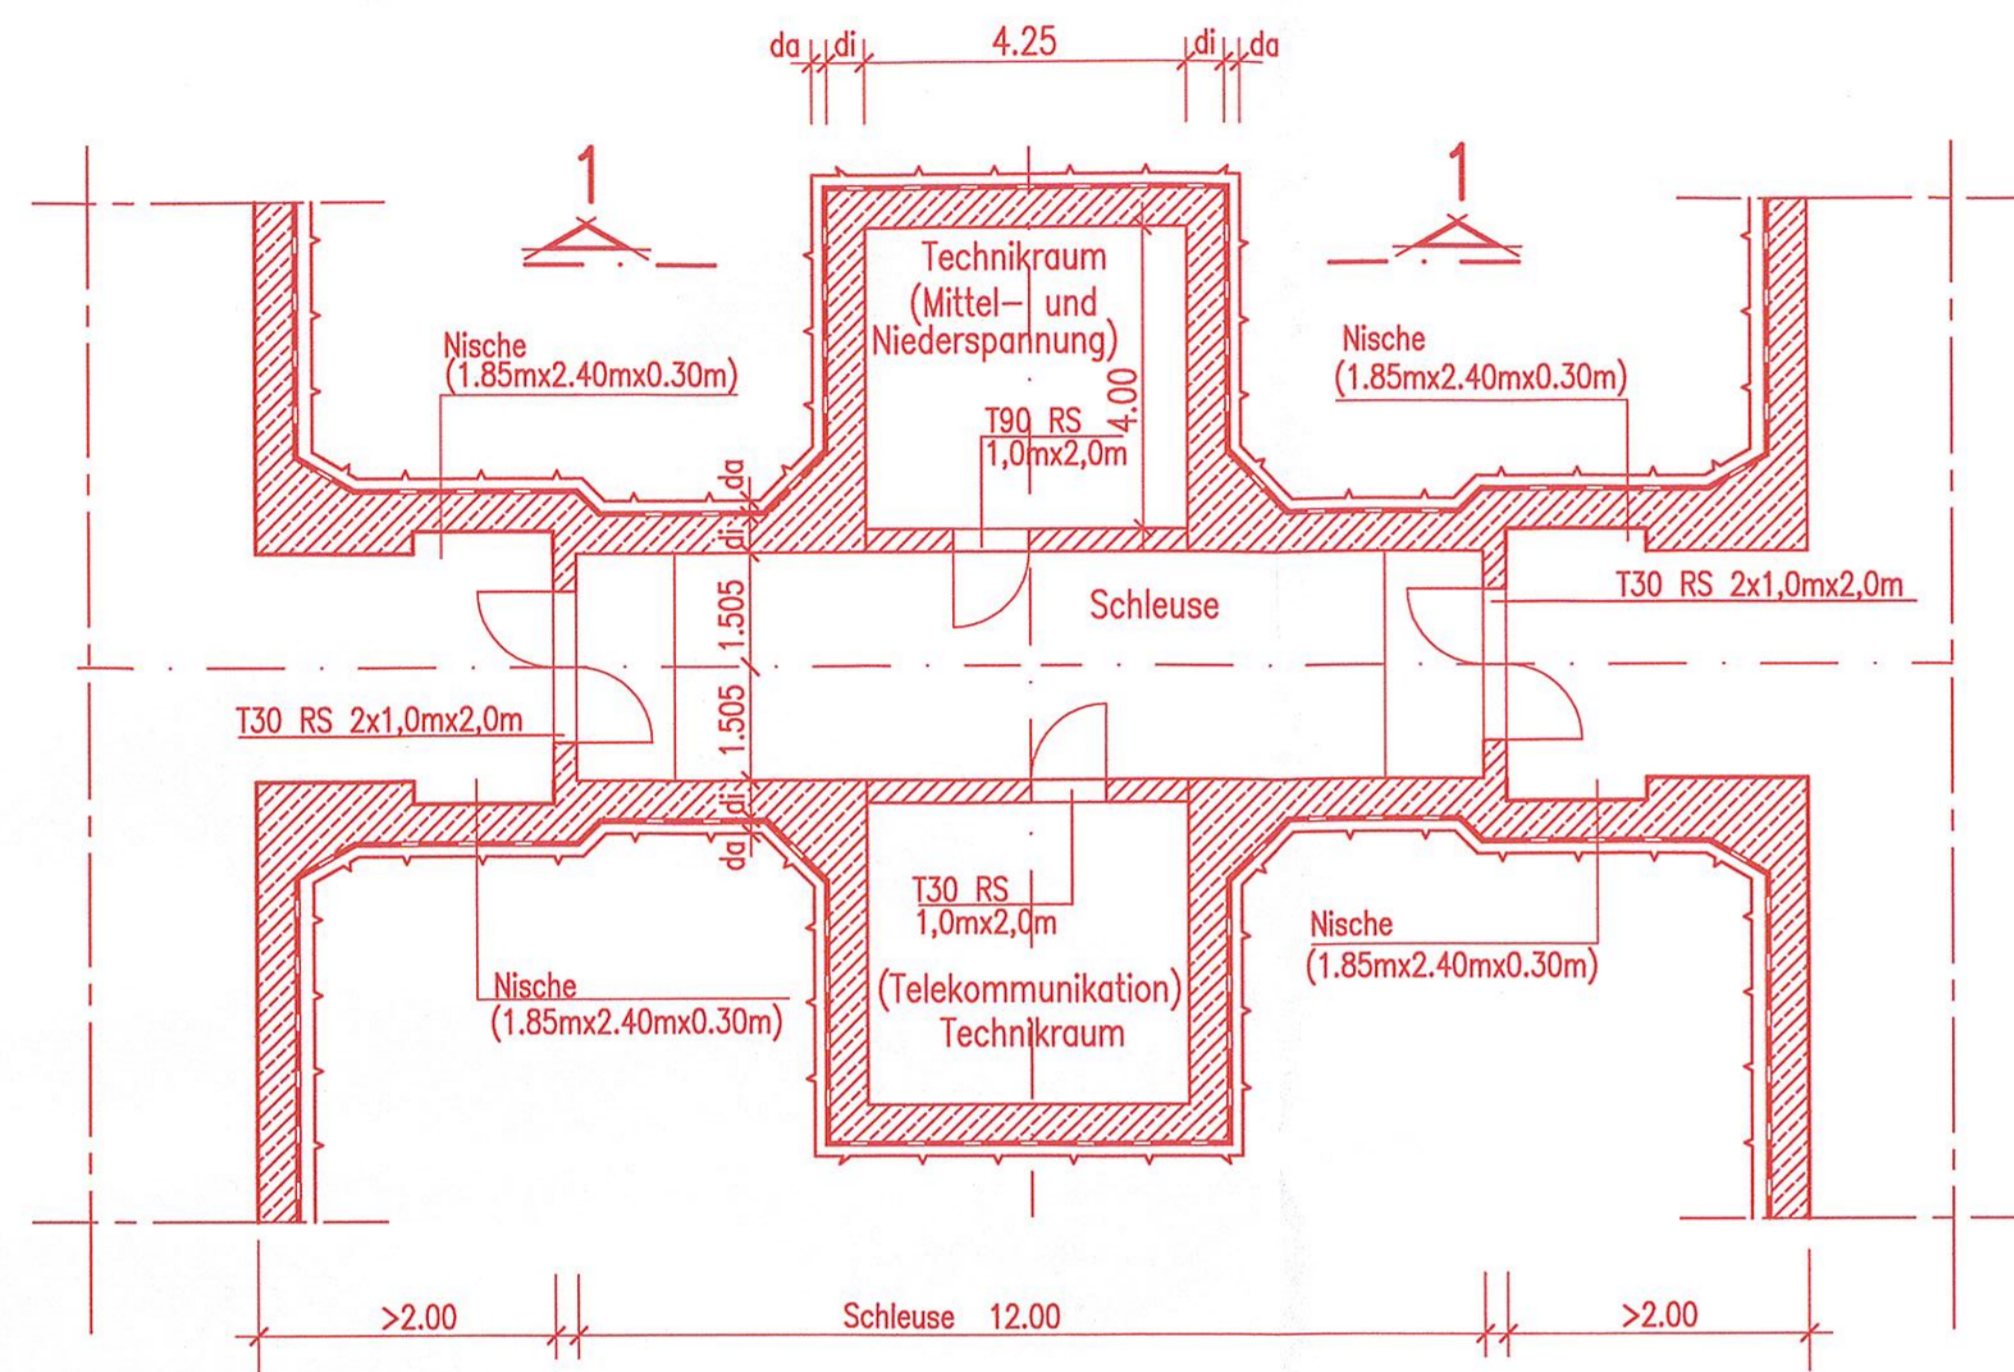 da di 4.25 di da
1 1
Technikraum
(Mittel- und
Niederspannung)
Nische
(1.85mx2.40mx0.30m)
Nische
(1.85mx2.40mx0.30m)
4.00
T90 RS
1,0mx2,0m
da
di
1.505
1.505
di
da
Schleuse
T30 RS 2x1,0mx2,0m
T30 RS 2x1,0mx2,0m
T30 RS
1,0mx2,0m
Nische
(1.85mx2.40mx0.30m)
Nische
(1.85mx2.40mx0.30m)
(Telekommunikation)
Technikraum
>2.00 Schleuse 12.00 >2.00